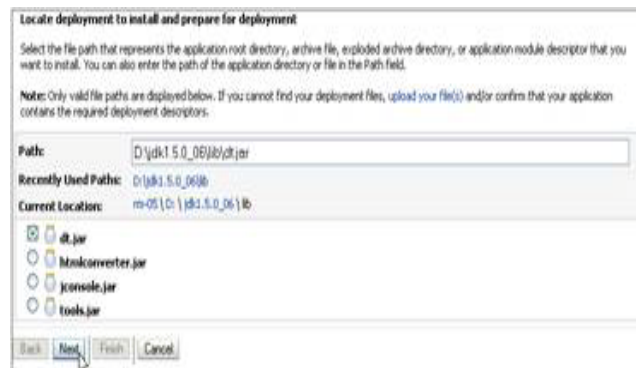 Locate deployment to install and prepare for deployment
Select the file path that represents the application root directory, archive file, exploded archive directory, or application module descriptor that you
want to install. You can also enter the path of the application directory or file in the Path field.
Note: Only valid file paths are displayed below. If you cannot find your deployment files, upload your file(s) and/or confirm that your application
contains the required deployment descriptors.
Path: D:\jdk1.5.0_06\lib\dt.jar
Recently Used Paths: D:\jdk1.5.0_06\lib
Current Location: rm-05 \ D: \ jdk1.5.0_06 \ lib
dt.jar
htmlconverter.jar
jconsole.jar
tools.jar
Back Next Finish Cancel